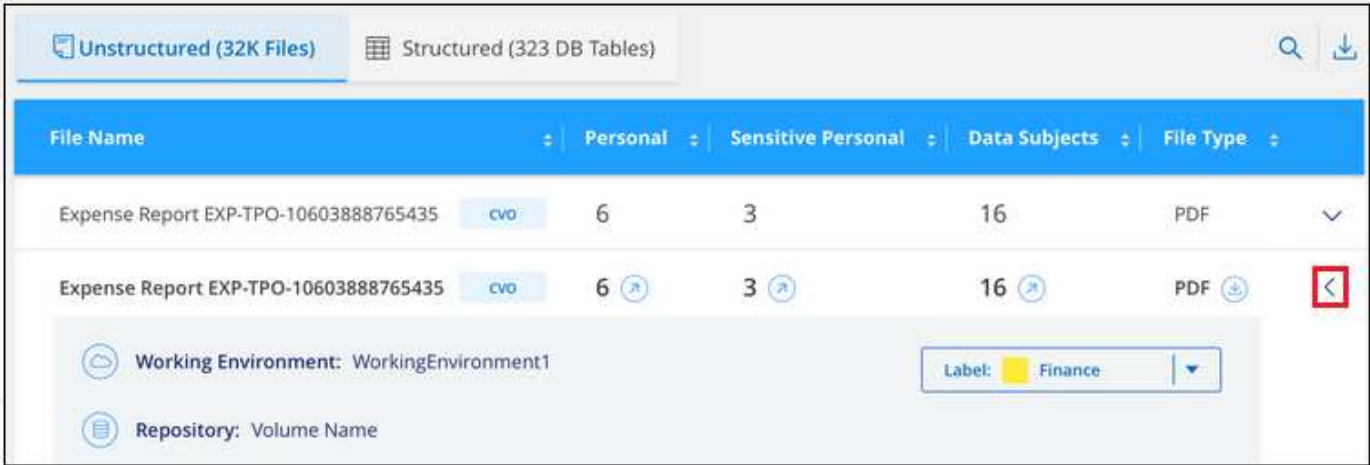 Unstructured (32K Files) Structured (323 DB Tables)
File Name Personal Sensitive Personal Data Subjects File Type
Expense Report EXP-TPO-10603888765435 CVO 6 3 16 PDF
Expense Report EXP-TPO-10603888765435 CVO 6 3 16 PDF
Working Environment: WorkingEnvironment1 Label: Finance
Repository: Volume Name